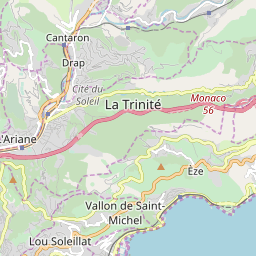 Cantaron
Drap
Cité du
Soleil
La Trinité
Monaco
56
L'Ariane
Èze
Vallon de Saint-
Michel
Lou Soleillat